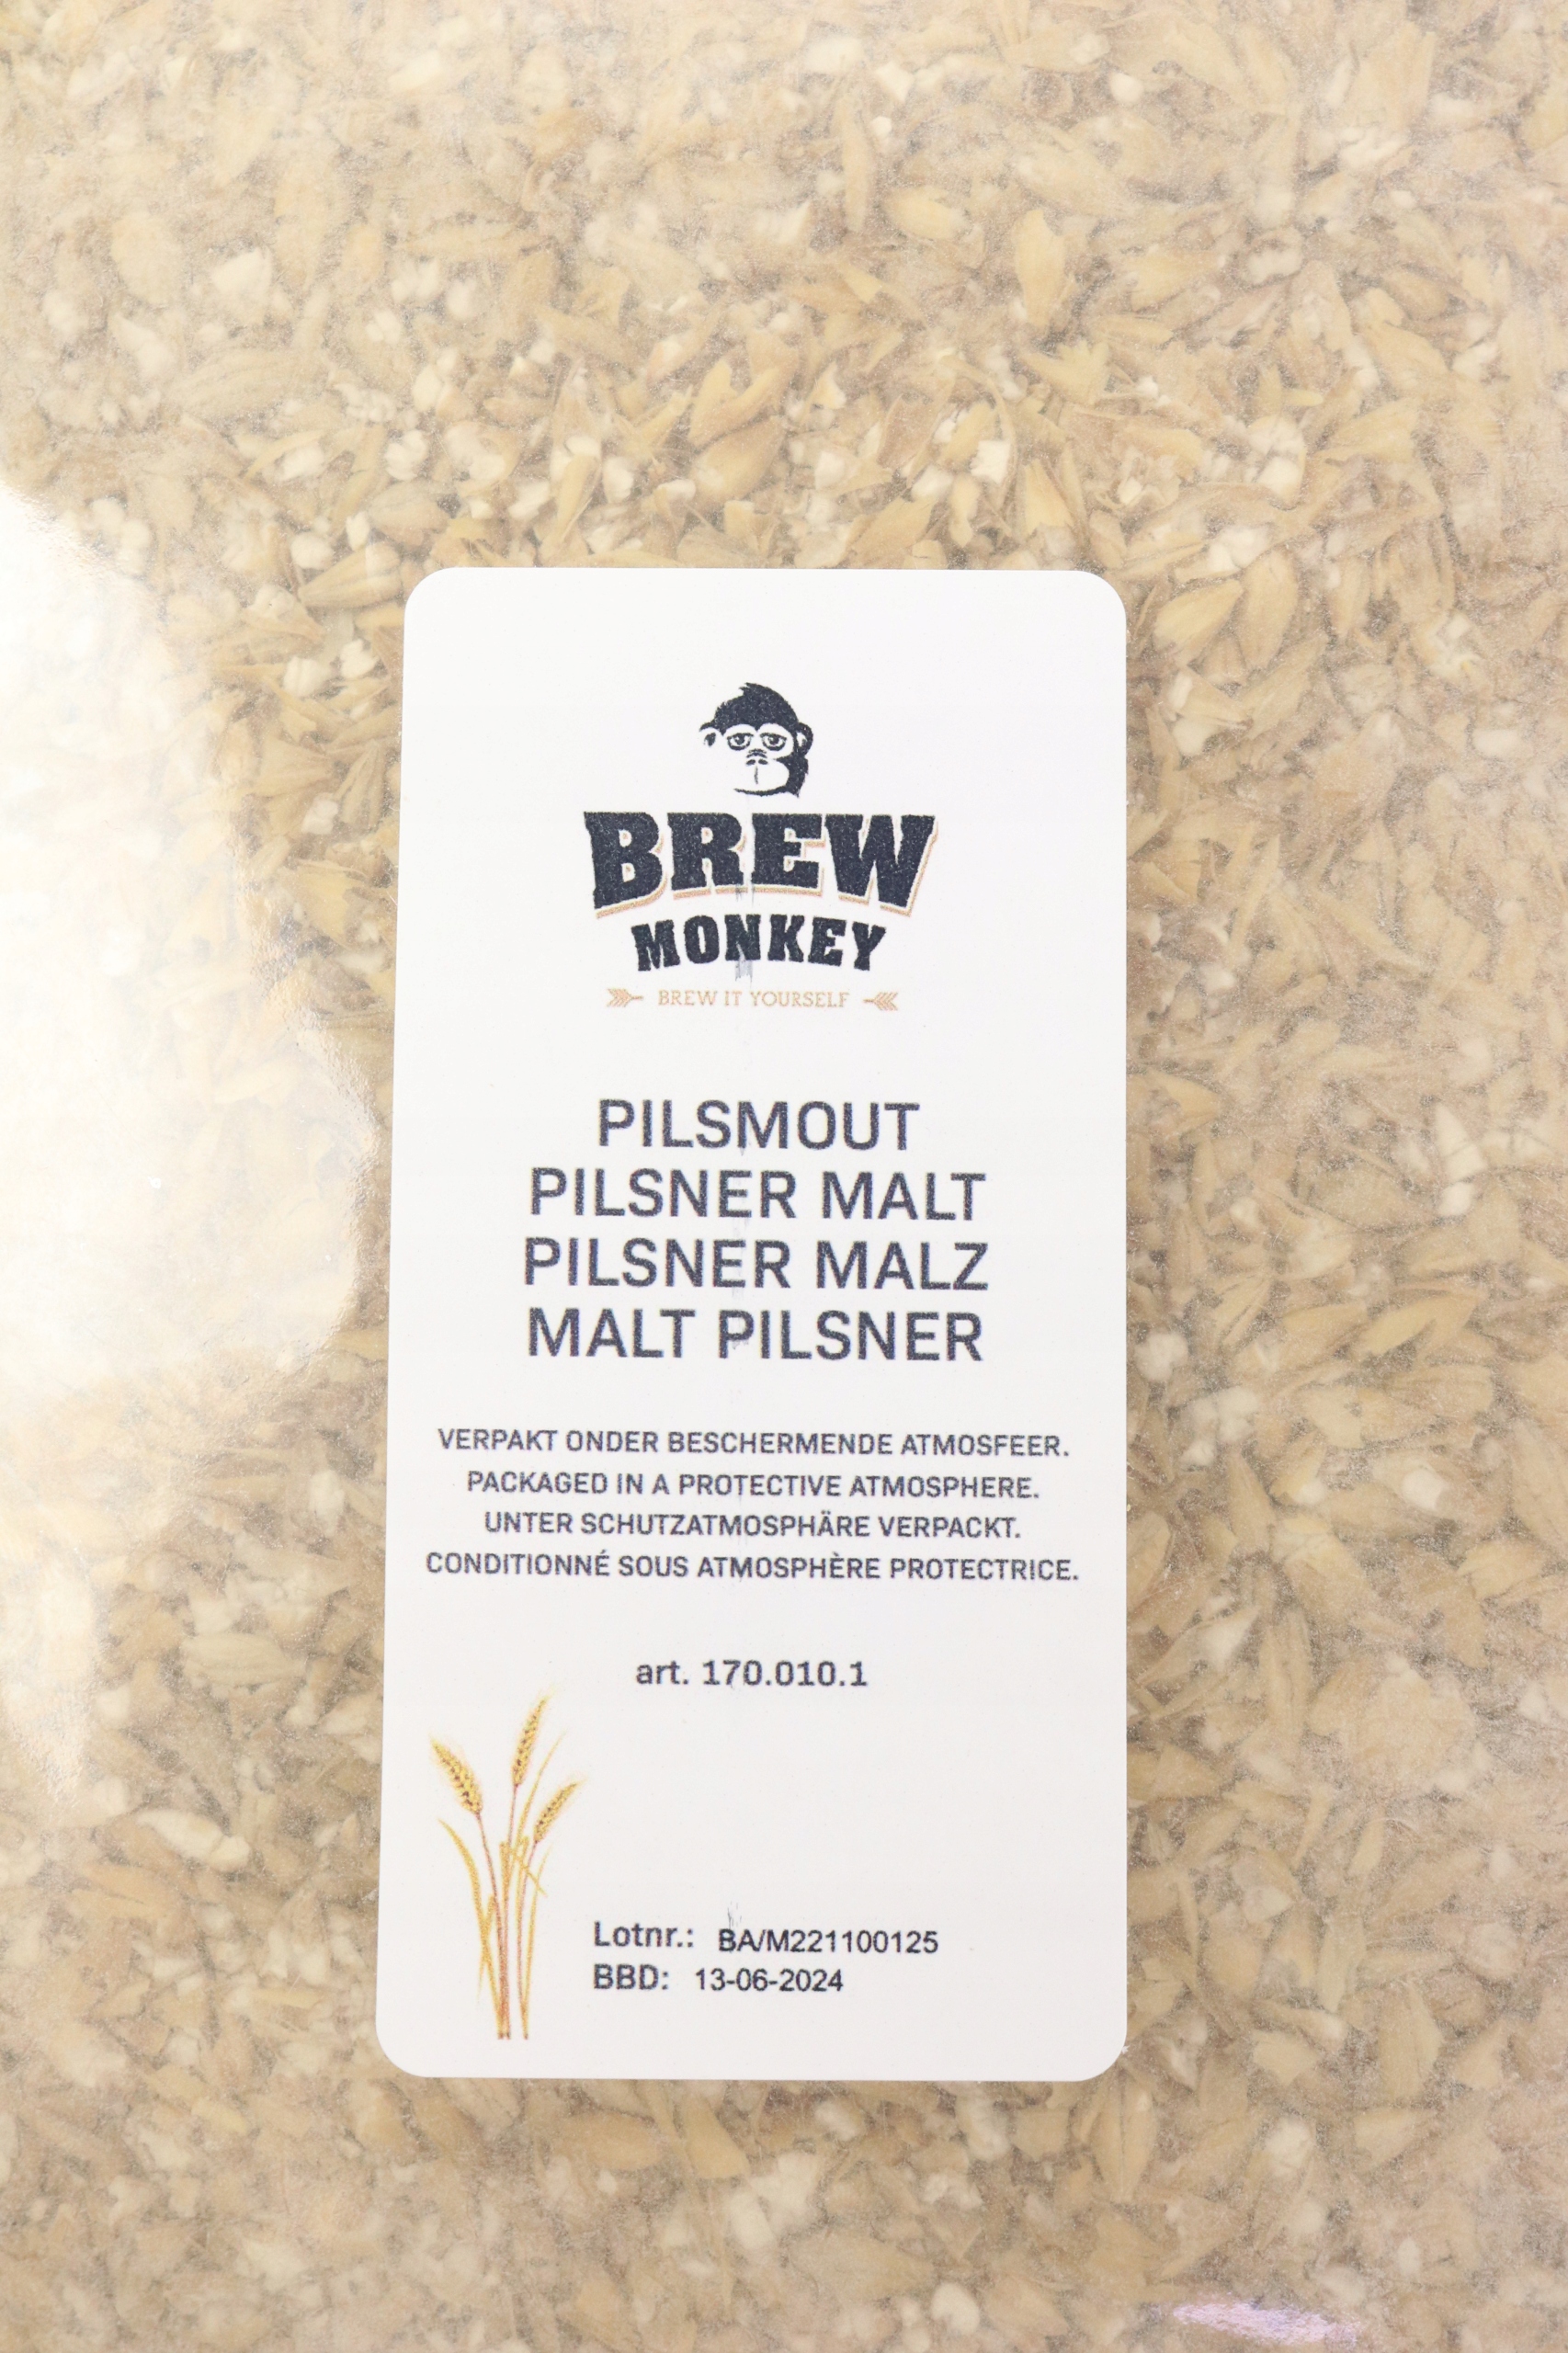 BREW
MONKEY
BREW IT YOURSELF
PILSMOUT
PILSNER MALT
PILSNER MALZ
MALT PILSNER
VERPAKT ONDER BESCHERMENDE ATMOSFEER.
PACKAGED IN A PROTECTIVE ATMOSPHERE.
UNTER SCHUTZATMOSPHÄRE VERPACKT.
CONDITIONNÉ SOUS ATMOSPHÈRE PROTECTRICE.
art. 170.010.1
Lotnr.: BA/M221100125
BBD: 13-06-2024